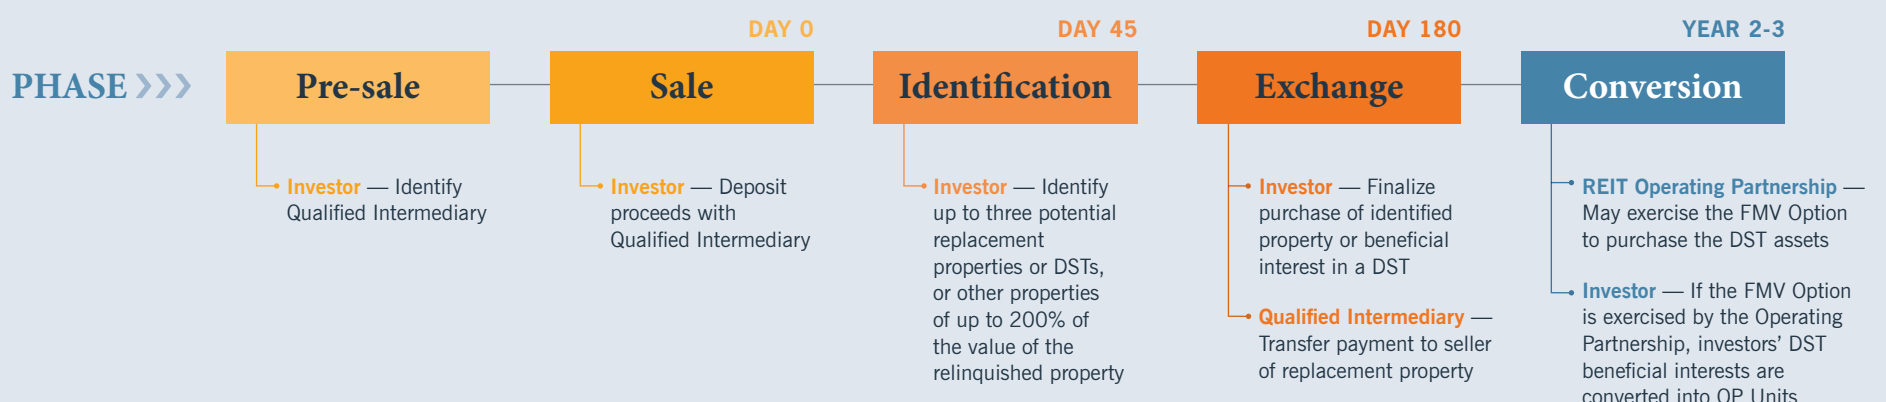 PHASE
Pre-sale
Investor — Identify
Qualified Intermediary
DAY 0
Sale
Investor — Deposit
proceeds with
Qualified Intermediary
DAY 45
Identification
Investor — Identify
up to three potential
replacement
properties or DSTs,
or other properties
of up to 200% of
the value of the
relinquished property
DAY 180
Exchange
Investor — Finalize
purchase of identified
property or beneficial
interest in a DST
Qualified Intermediary —
Transfer payment to seller
of replacement property
YEAR 2-3
Conversion
REIT Operating Partnership —
May exercise the FMV Option
to purchase the DST assets
Investor — If the FMV Option
is exercised by the Operating
Partnership, investors’ DST
beneficial interests are
converted into OP Units